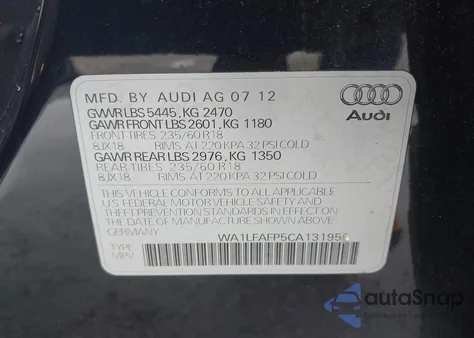 MFD. BY AUDI AG 07 12
GVWR LBS 5445, KG 2470
GAWR FRONT LBS 2601, KG 1180
FRONT TIRES 235/60 R18
8JX18 RIMS AT 220 KPA 32 PSI COLD
GAWR REAR LBS 2976, KG 1350
REAR TIRES 235/60 R18
8JX18 RIMS AT 220 KPA 32 PSI COLD
THIS VEHICLE CONFORMS TO ALL APPLICABLE
U.S. FEDERAL MOTOR VEHICLE SAFETY AND
THEFT PREVENTION STANDARDS IN EFFECT ON
THE DATE OF MANUFACTURE SHOWN ABOVE.
GERMANY
TYPE:
MPV
Audi
autoSnap